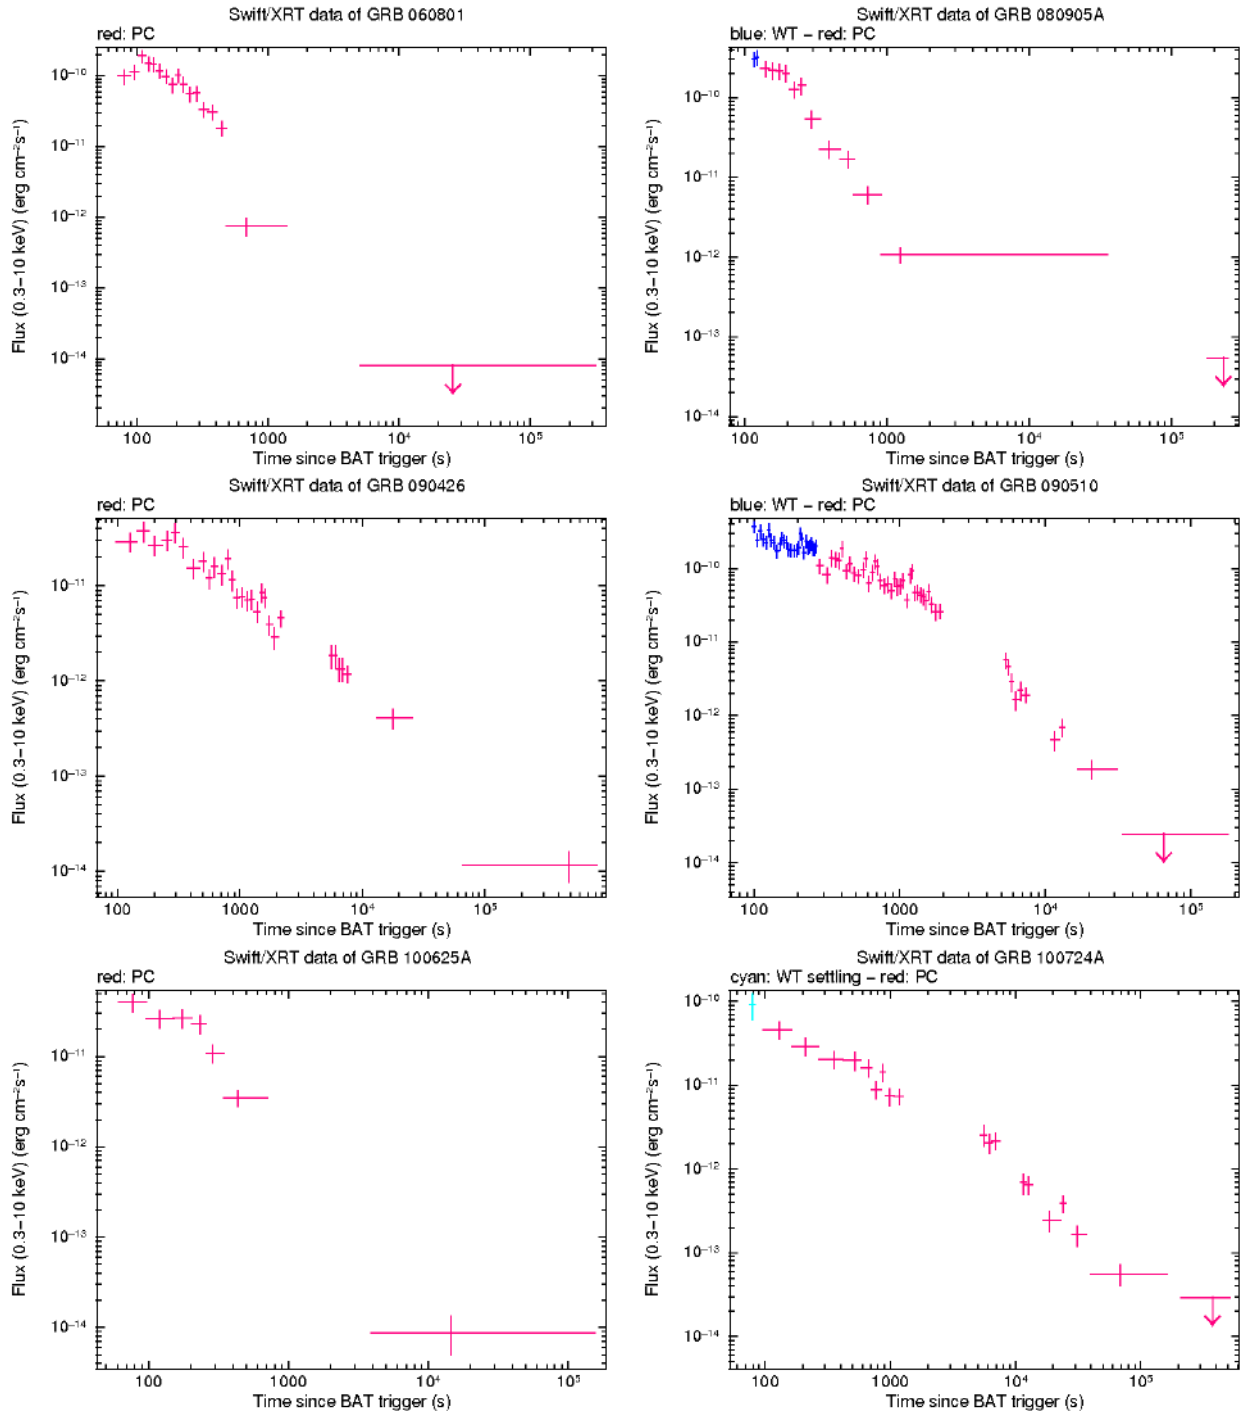 Swift/XRT data of GRB 060801
red: PC
10⁻¹⁰
10⁻¹¹
10⁻¹²
10⁻¹³
10⁻¹⁴
Flux (0.3–10 keV) (erg cm⁻²s⁻¹)
100 1000 10⁴ 10⁵
Time since BAT trigger (s)
Swift/XRT data of GRB 080905A
blue: WT – red: PC
10⁻¹⁰
10⁻¹¹
10⁻¹²
10⁻¹³
10⁻¹⁴
Flux (0.3–10 keV) (erg cm⁻²s⁻¹)
100 1000 10⁴ 10⁵
Time since BAT trigger (s)
Swift/XRT data of GRB 090426
red: PC
10⁻¹¹
10⁻¹²
10⁻¹³
10⁻¹⁴
Flux (0.3–10 keV) (erg cm⁻²s⁻¹)
100 1000 10⁴ 10⁵
Time since BAT trigger (s)
Swift/XRT data of GRB 090510
blue: WT – red: PC
10⁻¹⁰
10⁻¹¹
10⁻¹²
10⁻¹³
10⁻¹⁴
Flux (0.3–10 keV) (erg cm⁻²s⁻¹)
100 1000 10⁴ 10⁵
Time since BAT trigger (s)
Swift/XRT data of GRB 100625A
red: PC
10⁻¹¹
10⁻¹²
10⁻¹³
10⁻¹⁴
Flux (0.3–10 keV) (erg cm⁻²s⁻¹)
100 1000 10⁴ 10⁵
Time since BAT trigger (s)
Swift/XRT data of GRB 100724A
cyan: WT settling – red: PC
10⁻¹⁰
10⁻¹¹
10⁻¹²
10⁻¹³
10⁻¹⁴
Flux (0.3–10 keV) (erg cm⁻²s⁻¹)
100 1000 10⁴ 10⁵
Time since BAT trigger (s)